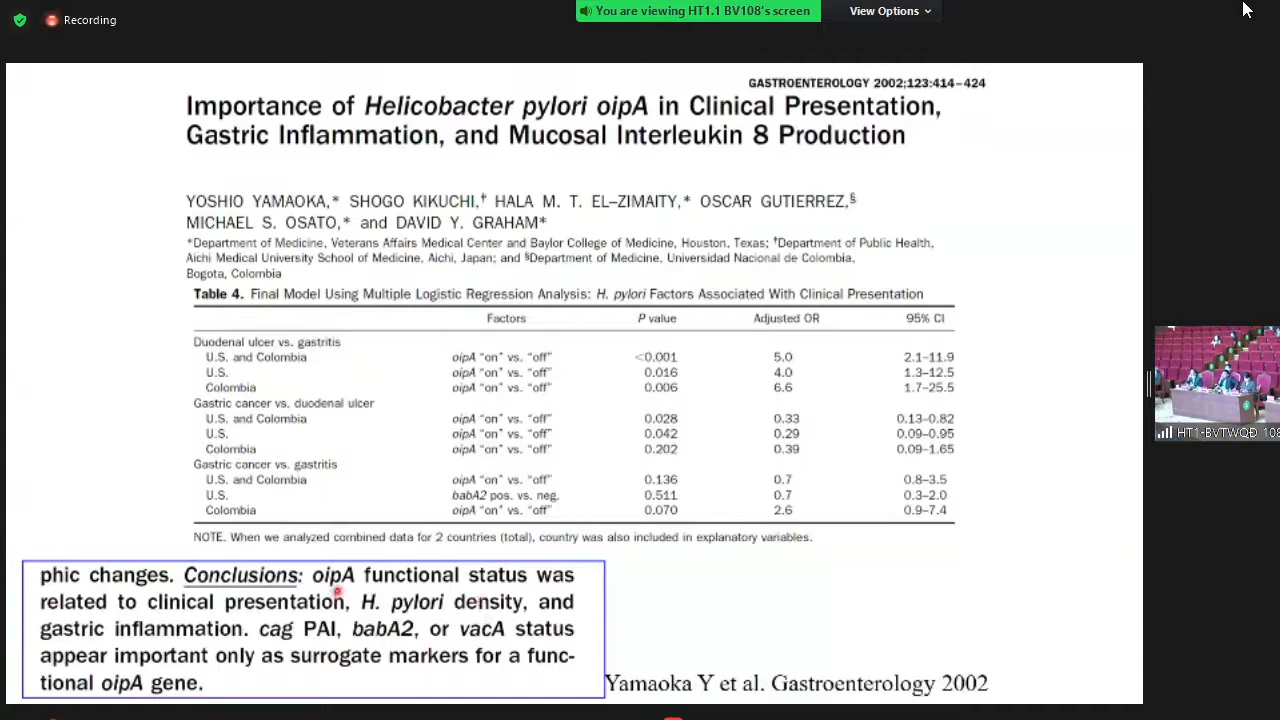 Recording
You are viewing HT1.1 BV108's screen
View Options
GASTROENTEROLOGY 2002;123:414–424
Importance of Helicobacter pylori oipA in Clinical Presentation,
Gastric Inflammation, and Mucosal Interleukin 8 Production
YOSHIO YAMAOKA,* SHOGO KIKUCHI,† HALA M. T. EL–ZIMAITY,* OSCAR GUTIERREZ,§
MICHAEL S. OSATO,* and DAVID Y. GRAHAM*
*Department of Medicine, Veterans Affairs Medical Center and Baylor College of Medicine, Houston, Texas; †Department of Public Health,
Aichi Medical University School of Medicine, Aichi, Japan; and §Department of Medicine, Universidad Nacional de Colombia,
Bogota, Colombia
Table 4. Final Model Using Multiple Logistic Regression Analysis: H. pylori Factors Associated With Clinical Presentation
Factors P value Adjusted OR 95% CI
Duodenal ulcer vs. gastritis
U.S. and Colombia oipA "on" vs. "off" <0.001 5.0 2.1–11.9
U.S. oipA "on" vs. "off" 0.016 4.0 1.3–12.5
Colombia oipA "on" vs. "off" 0.006 6.6 1.7–25.5
Gastric cancer vs. duodenal ulcer
U.S. and Colombia oipA "on" vs. "off" 0.028 0.33 0.13–0.82
U.S. oipA "on" vs. "off" 0.042 0.29 0.09–0.95
Colombia oipA "on" vs. "off" 0.202 0.39 0.09–1.65
Gastric cancer vs. gastritis
U.S. and Colombia oipA "on" vs. "off" 0.136 0.7 0.8–3.5
U.S. babA2 pos. vs. neg. 0.511 0.7 0.3–2.0
Colombia oipA "on" vs. "off" 0.070 2.6 0.9–7.4
NOTE. When we analyzed combined data for 2 countries (total), country was also included in explanatory variables.
phic changes. Conclusions: oipA functional status was
related to clinical presentation, H. pylori density, and
gastric inflammation. cag PAI, babA2, or vacA status
appear important only as surrogate markers for a func-
tional oipA gene.
Yamaoka Y et al. Gastroenterology 2002
HT1-BVTWQĐ 108